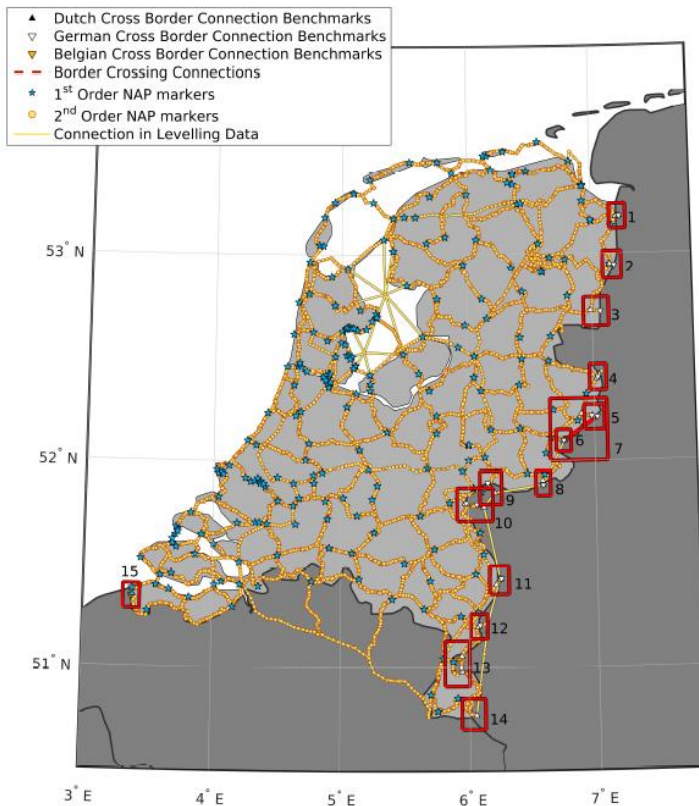 Dutch Cross Border Connection Benchmarks
German Cross Border Connection Benchmarks
Belgian Cross Border Connection Benchmarks
Border Crossing Connections
1st Order NAP markers
2nd Order NAP markers
Connection in Levelling Data
1
53° N
2
3
4
5
6
7
52° N
8
9
10
11
15
12
51° N
13
14
3° E
4° E
5° E
6° E
7° E